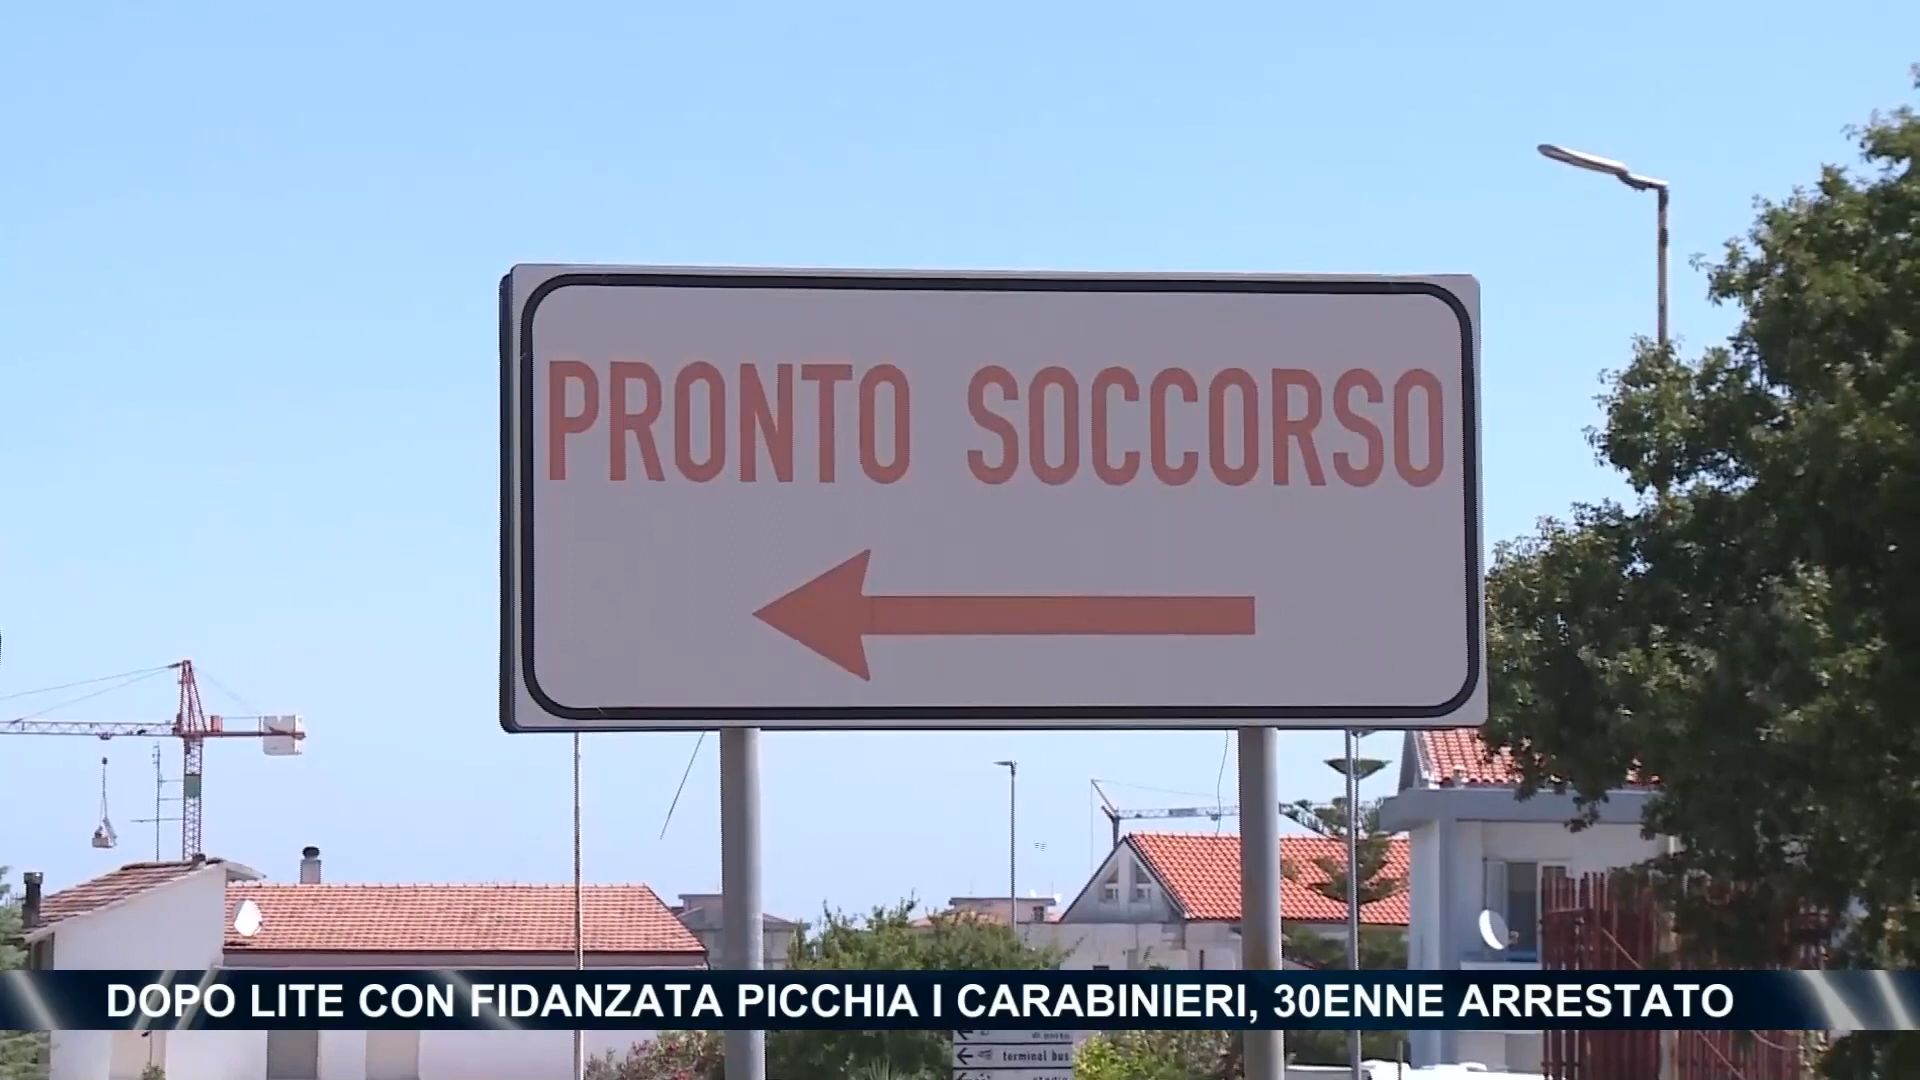 PRONTO SOCCORSO
DOPO LITE CON FIDANZATA PICCHIA I CARABINIERI, 30ENNE ARRESTATO
terminal bus